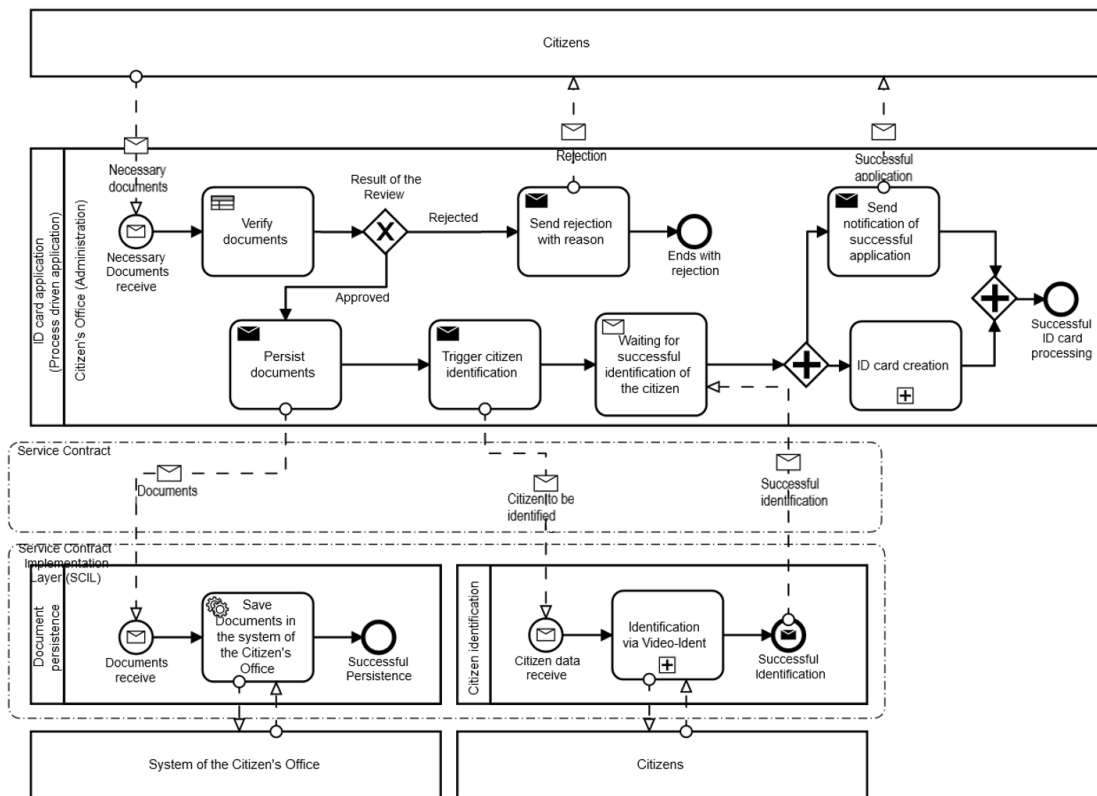 Citizens
Necessary
documents
Rejection
Successful
application
ID card application
(Process driven application)
Citizen's Office (Administration)
Necessary
Documents
receive
Verify
documents
Result of the
Review
Rejected
Approved
Send rejection
with reason
Ends with
rejection
Send
notification of
successful
application
Persist
documents
Trigger citizen
identification
Waiting for
successful
identification of
the citizen
ID card creation
Successful
ID card
processing
Service Contract
Documents
Citizen to be
identified
Successful
identification
Service Contract
Implementation
Layer (SCIL)
Document
persistence
Documents
receive
Save
Documents in
the system of
the Citizen's
Office
Successful
Persistence
Citizen identification
Citizen data
receive
Identification
via Video-Ident
Successful
Identification
System of the Citizen's Office
Citizens